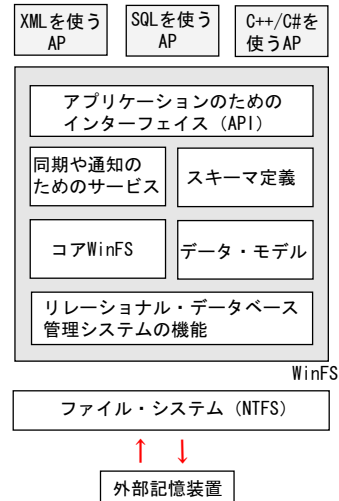 XMLを使う
AP
SQLを使う
AP
C++/C#を
使うAP
アプリケーションのための
インターフェイス（API）
同期や通知の
ためのサービス
スキーマ定義
コアWinFS
データ・モデル
リレーショナル・データベース
管理システムの機能
WinFS
ファイル・システム（NTFS）
外部記憶装置